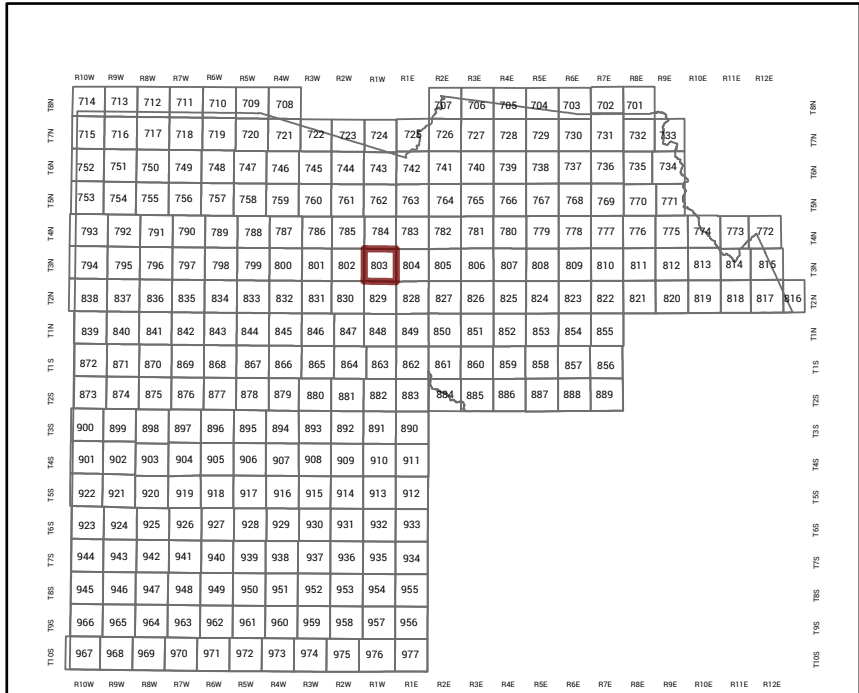 R10W R9W R8W R7W R6W R5W R4W R3W R2W R1W R1E R2E R3E R4E R5E R6E R7E R8E R9E R10E R11E R12E
T8N 714 713 712 711 710 709 708 707 706 705 704 703 702 701 T8N
T7N 715 716 717 718 719 720 721 722 723 724 725 726 727 728 729 730 731 732 733 T7N
T6N 752 751 750 749 748 747 746 745 744 743 742 741 740 739 738 737 736 735 734 T6N
T5N 753 754 755 756 757 758 759 760 761 762 763 764 765 766 767 768 769 770 771 T5N
T4N 793 792 791 790 789 788 787 786 785 784 783 782 781 780 779 778 777 776 775 774 773 772 T4N
T3N 794 795 796 797 798 799 800 801 802 803 804 805 806 807 808 809 810 811 812 813 814 815 T3N
T2N 838 837 836 835 834 833 832 831 830 829 828 827 826 825 824 823 822 821 820 819 818 817 816 T2N
T1N 839 840 841 842 843 844 845 846 847 848 849 850 851 852 853 854 855 T1N
T1S 872 871 870 869 868 867 866 865 864 863 862 861 860 859 858 857 856 T1S
T2S 873 874 875 876 877 878 879 880 881 882 883 884 885 886 887 888 889 T2S
T3S 900 899 898 897 896 895 894 893 892 891 890 T3S
T4S 901 902 903 904 905 906 907 908 909 910 911 T4S
T5S 922 921 920 919 918 917 916 915 914 913 912 T5S
T6S 923 924 925 926 927 928 929 930 931 932 933 T6S
T7S 944 943 942 941 940 939 938 937 936 935 934 T7S
T8S 945 946 947 948 949 950 951 952 953 954 955 T8S
T9S 966 965 964 963 962 961 960 959 958 957 956 T9S
T10S 967 968 969 970 971 972 973 974 975 976 977 T10S
R10W R9W R8W R7W R6W R5W R4W R3W R2W R1W R1E R2E R3E R4E R5E R6E R7E R8E R9E R10E R11E R12E